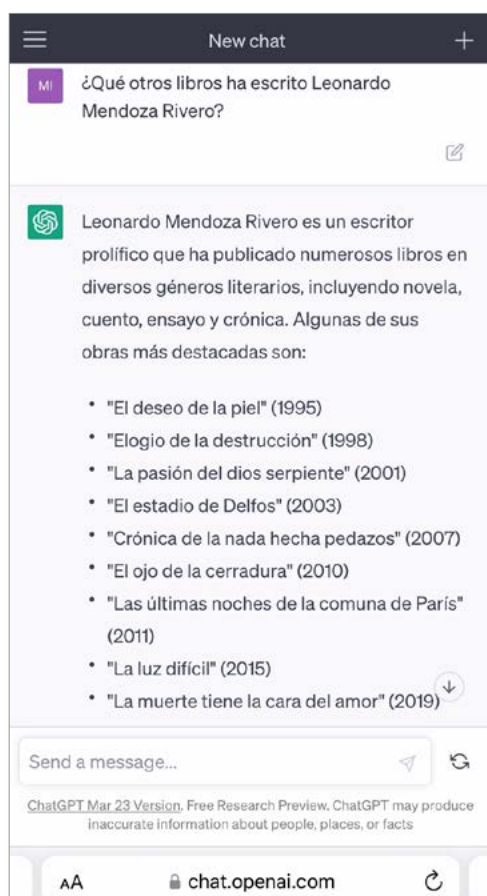 New chat
MI
¿Qué otros libros ha escrito Leonardo
Mendoza Rivero?
Leonardo Mendoza Rivero es un escritor
prolífico que ha publicado numerosos libros en
diversos géneros literarios, incluyendo novela,
cuento, ensayo y crónica. Algunas de sus
obras más destacadas son:
• "El deseo de la piel" (1995)
• "Elogio de la destrucción" (1998)
• "La pasión del dios serpiente" (2001)
• "El estadio de Delfos" (2003)
• "Crónica de la nada hecha pedazos" (2007)
• "El ojo de la cerradura" (2010)
• "Las últimas noches de la comuna de París"
(2011)
• "La luz difícil" (2015)
• "La muerte tiene la cara del amor" (2019)
Send a message...
ChatGPT Mar 23 Version. Free Research Preview. ChatGPT may produce
inaccurate information about people, places, or facts
AA chat.openai.com